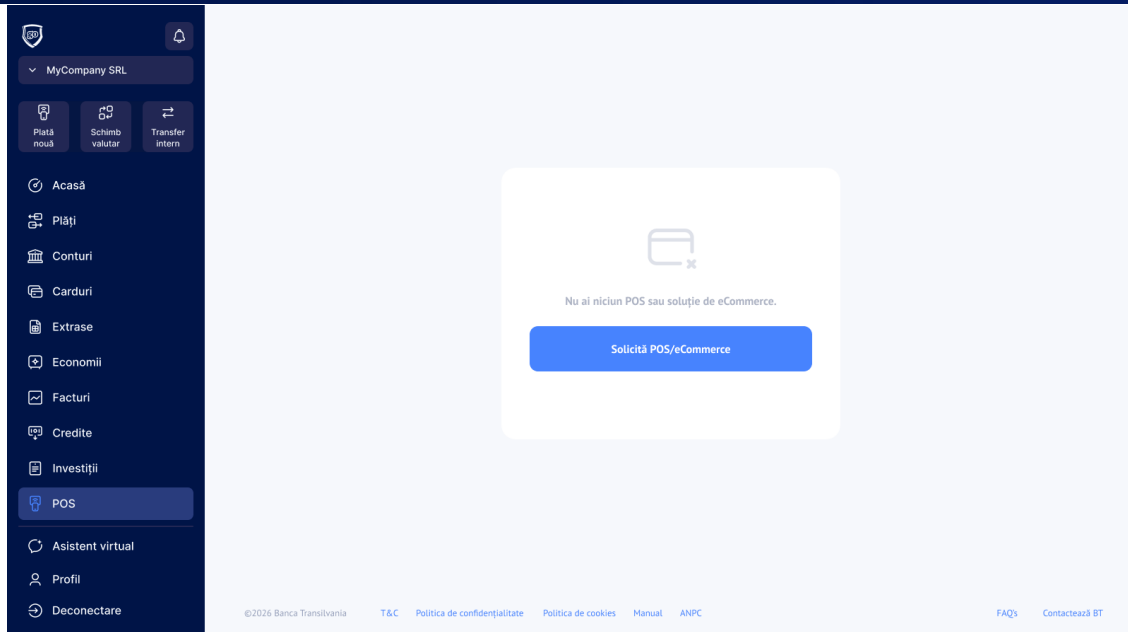 GO
MyCompany SRL
Plată nouă
Schimb valutar
Transfer intern
Acasă
Plăți
Conturi
Carduri
Extrase
Economii
Facturi
Credite
Investiții
POS
Asistent virtual
Profil
Deconectare
Nu ai niciun POS sau soluție de eCommerce.
Solicită POS/eCommerce
©2026 Banca Transilvania T&C Politica de confidențialitate Politica de cookies Manual ANPC FAQ's Contactează BT